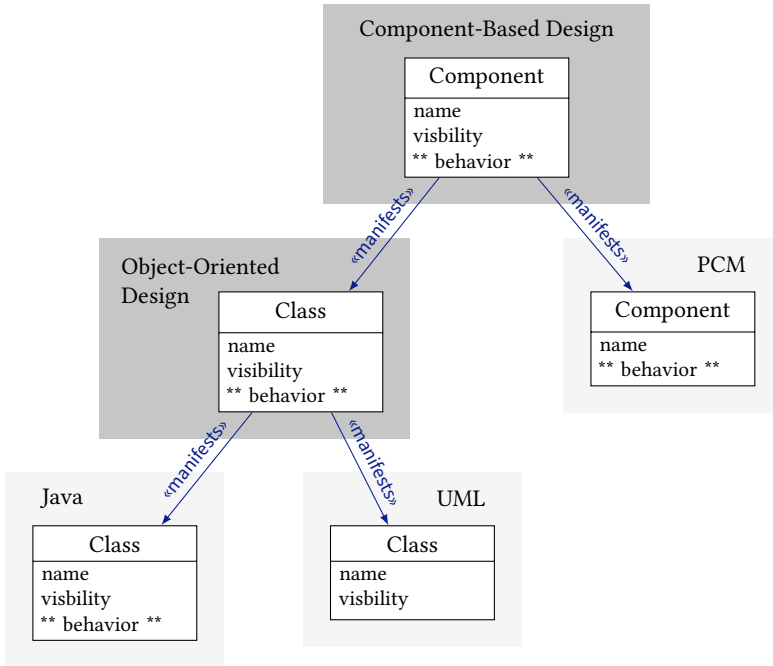 Component-Based Design
Component
name
visbility
** behavior **
«manifests»
«manifests»
Object-Oriented
Design
Class
name
visibility
** behavior **
PCM
Component
name
** behavior **
«manifests»
«manifests»
Java
Class
name
visbility
** behavior **
UML
Class
name
visbility